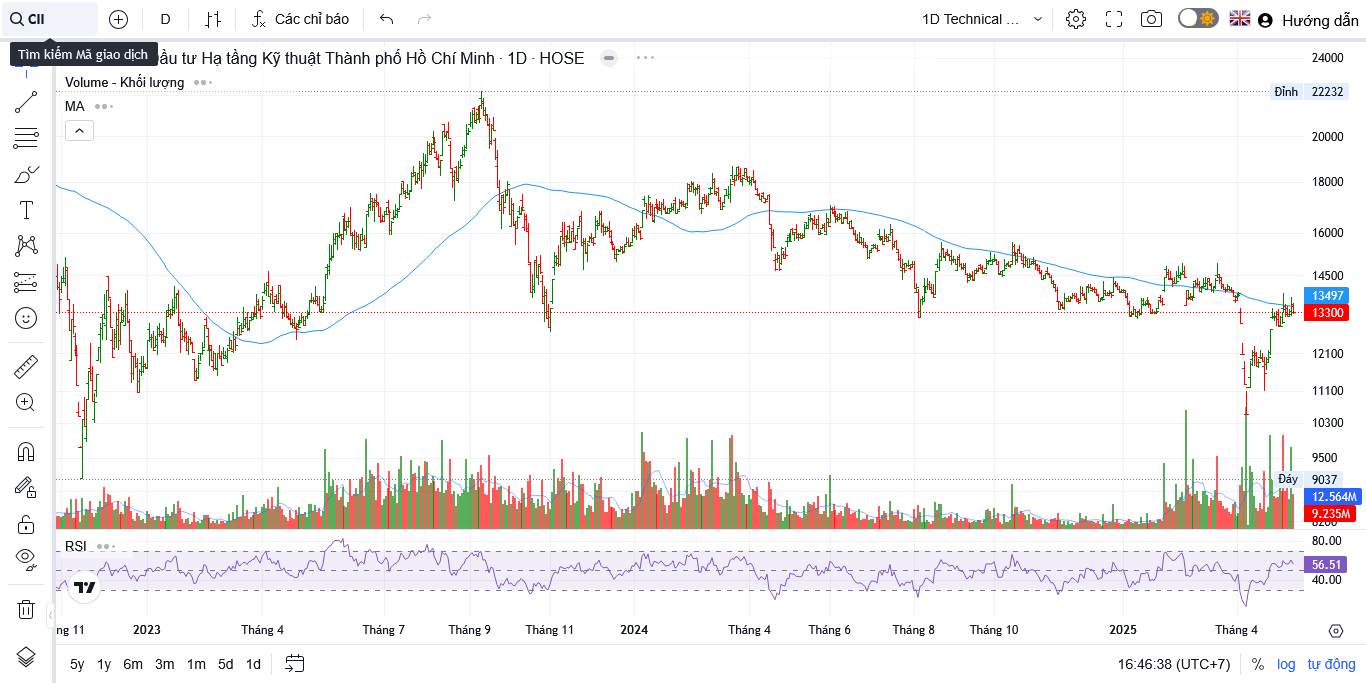 CII
D
Các chỉ báo
1D Technical ...
Hướng dẫn
Tìm kiếm Mã giao dịch
ầu tư Hạ tầng Kỹ thuật Thành phố Hồ Chí Minh · 1D · HOSE
Volume - Khối lượng
MA
24000
Đỉnh 22232
20000
18000
16000
14500
13497
13300
12100
11100
10300
9500
Đáy 9037
12.564M
9.235M
8200
RSI
80.00
56.51
40.00
ng 11 2023 Tháng 4 Tháng 7 Tháng 9 Tháng 11 2024 Tháng 4 Tháng 6 Tháng 8 Tháng 10 2025 Tháng 4
5y 1y 6m 3m 1m 5d 1d
16:46:38 (UTC+7) % log tự động